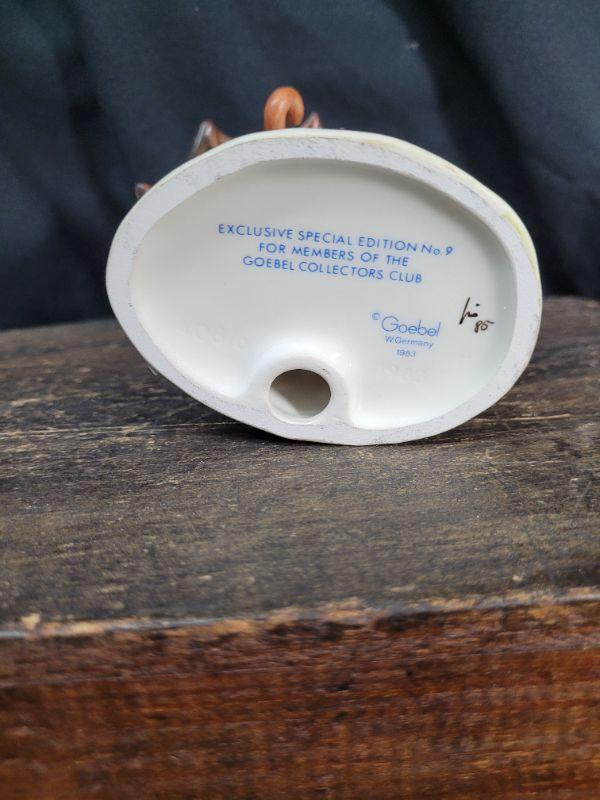 EXCLUSIVE SPECIAL EDITION No. 9
FOR MEMBERS OF THE
GOEBEL COLLECTORS CLUB
© Goebel
W.Germany
1983
85